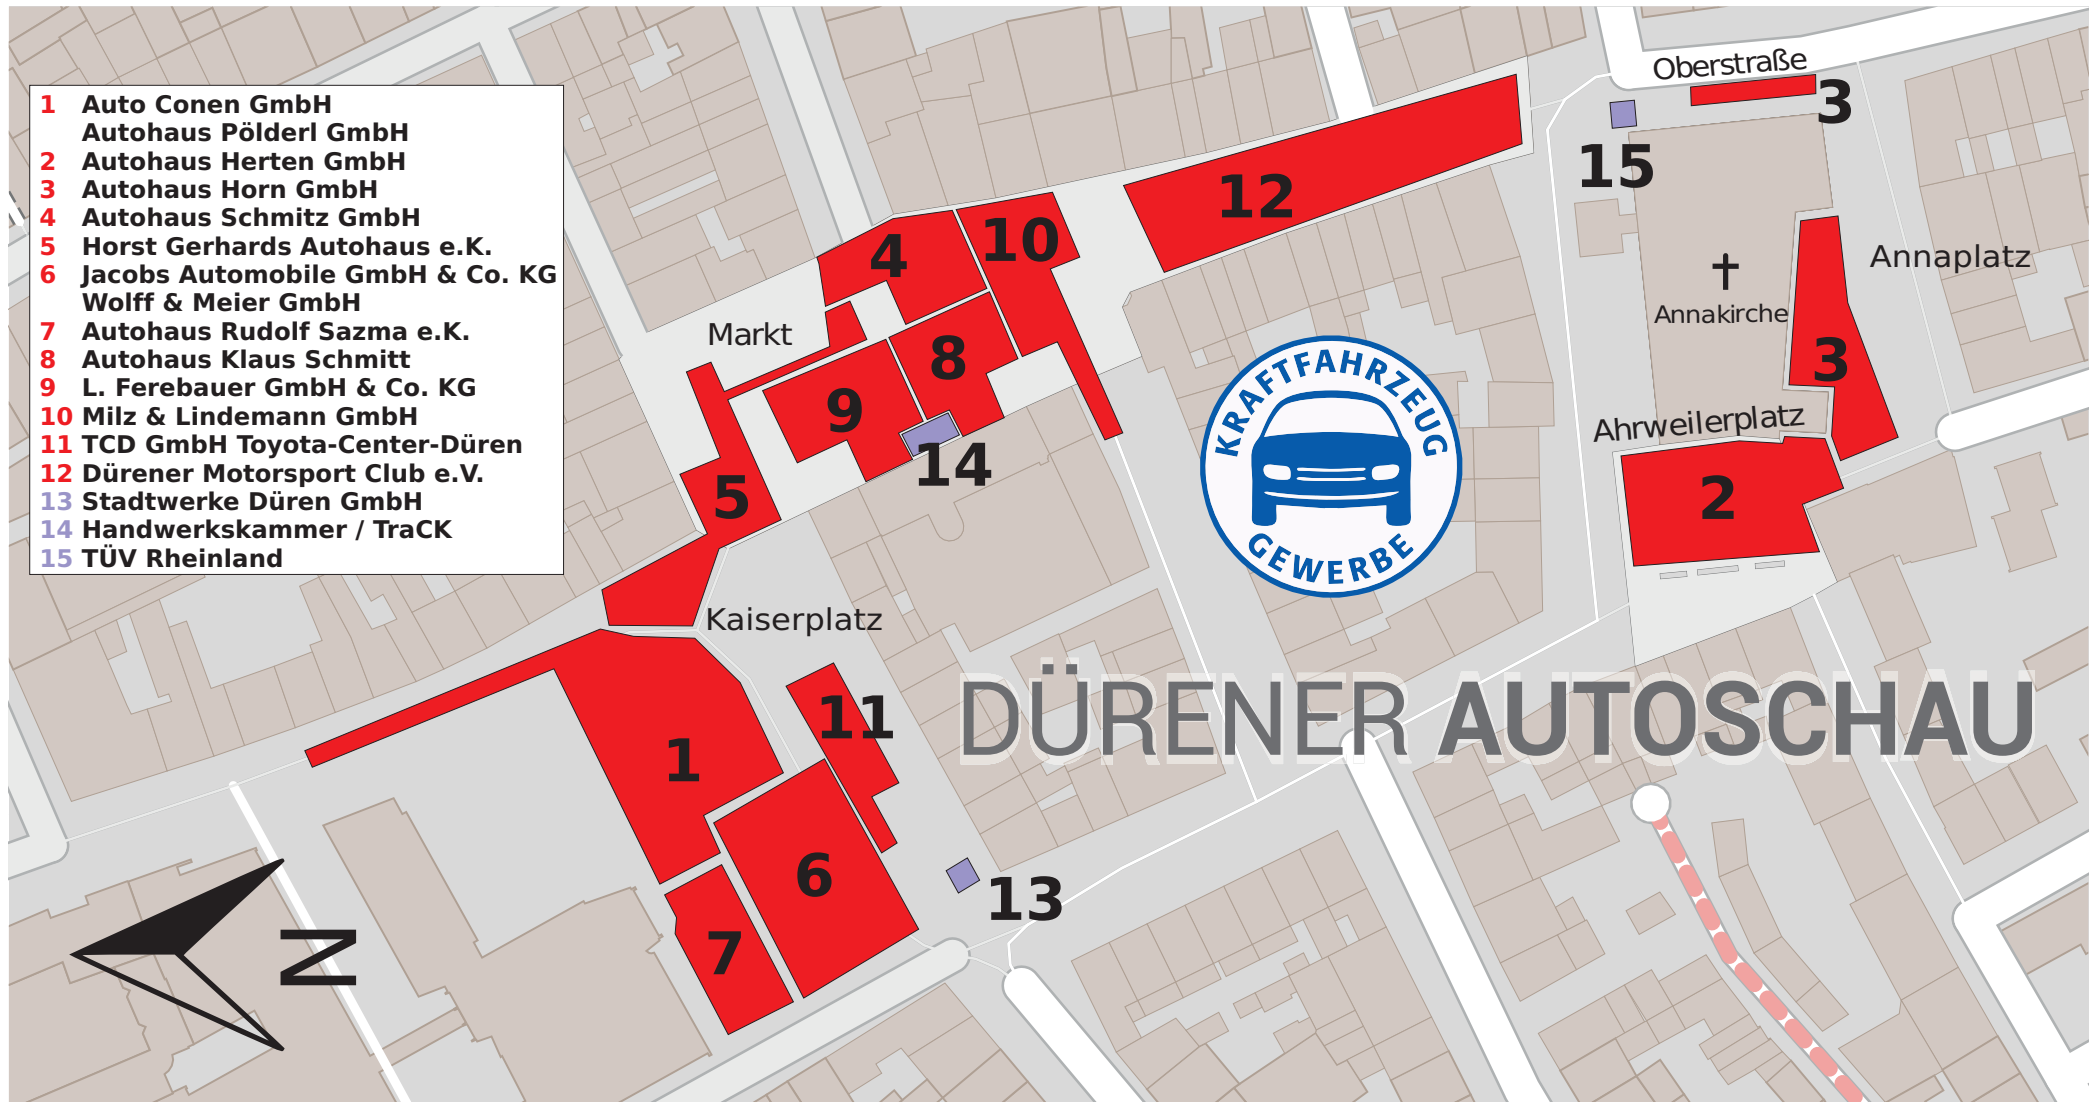 1 Auto Conen GmbH
Autohaus Pölderl GmbH
2 Autohaus Herten GmbH
3 Autohaus Horn GmbH
4 Autohaus Schmitz GmbH
5 Horst Gerhards Autohaus e.K.
6 Jacobs Automobile GmbH & Co. KG
Wolff & Meier GmbH
7 Autohaus Rudolf Sazma e.K.
8 Autohaus Klaus Schmitt
9 L. Ferebauer GmbH & Co. KG
10 Milz & Lindemann GmbH
11 TCD GmbH Toyota-Center-Düren
12 Dürener Motorsport Club e.V.
13 Stadtwerke Düren GmbH
14 Handwerkskammer / TraCK
15 TÜV Rheinland
Oberstraße
3
15
12
10
4
Annaplatz
Annakirche
Markt
8
3
9
KRAFTFAHRZEUG
GEWERBE
Ahrweilerplatz
14
5
2
Kaiserplatz
DÜRENER AUTOSCHAU
11
1
6
13
7
N